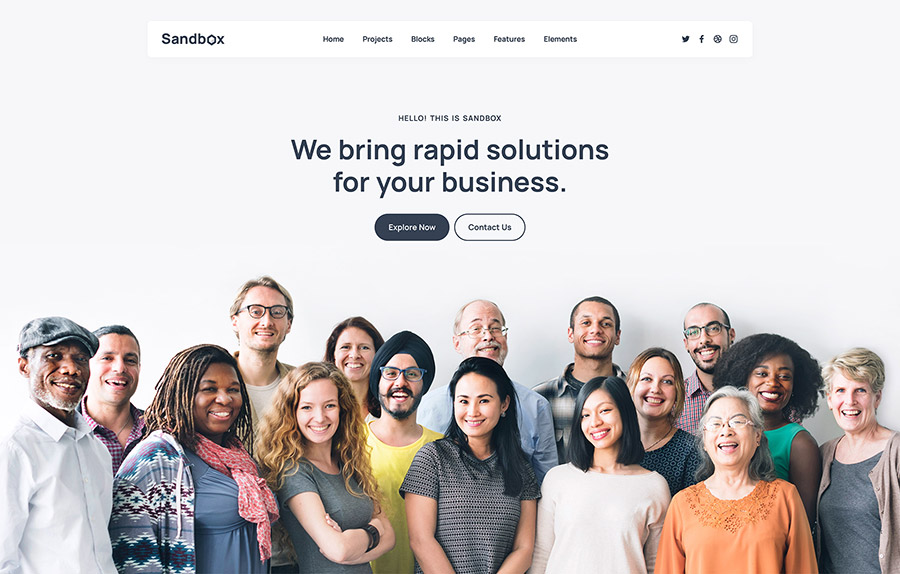 Sandbox
Home Projects Blocks Pages Features Elements
HELLO! THIS IS SANDBOX
We bring rapid solutions
for your business.
Explore Now Contact Us